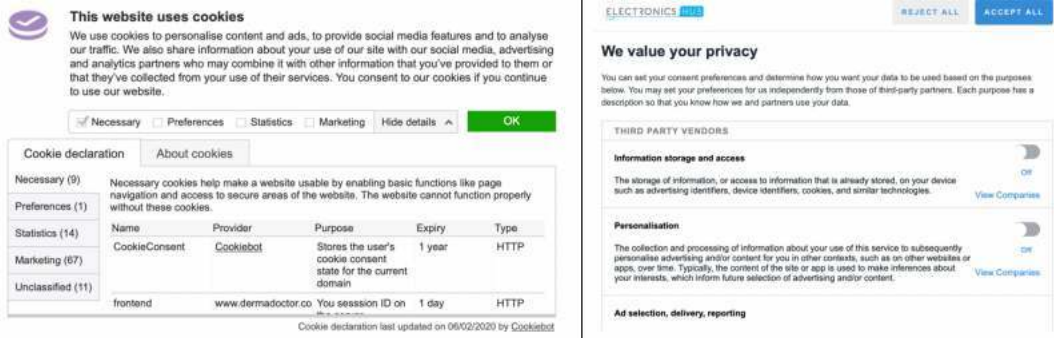 This website uses cookies
We use cookies to personalise content and ads, to provide social media features and to analyse
our traffic. We also share information about your use of our site with our social media, advertising
and analytics partners who may combine it with other information that you've provided to them or
that they've collected from your use of their services. You consent to our cookies if you continue
to use our website.
Necessary Preferences Statistics Marketing Hide details OK
Cookie declaration About cookies
Necessary (9)
Preferences (1)
Statistics (14)
Marketing (67)
Unclassified (11)
Necessary cookies help make a website usable by enabling basic functions like page
navigation and access to secure areas of the website. The website cannot function properly
without these cookies.
Name Provider Purpose Expiry Type
CookieConsent Cookiebot Stores the user's 1 year HTTP
cookie consent
state for the current
domain
frontend www.dermadoctor.co You sesssion ID on 1 day HTTP
Cookie declaration last updated on 06/02/2020 by Cookiebot
ELECTRONICS HUB REJECT ALL ACCEPT ALL
We value your privacy
You can set your consent preferences and determine how you want your data to be used based on the purposes
below. You may set your preferences for us independently from those of third-party partners. Each purpose has a
description so that you know how we and partners use your data.
THIRD PARTY VENDORS
Information storage and access
Off
The storage of information, or access to information that is already stored, on your device
such as advertising identifiers, device identifiers, cookies, and similar technologies.
View Companies
Personalisation
Off
The collection and processing of information about your use of this service to subsequently
personalise advertising and/or content for you in other contexts, such as on other websites or
apps, over time. Typically, the content of the site or app is used to make inferences about
your interests, which inform future selection of advertising and/or content.
View Companies
Ad selection, delivery, reporting